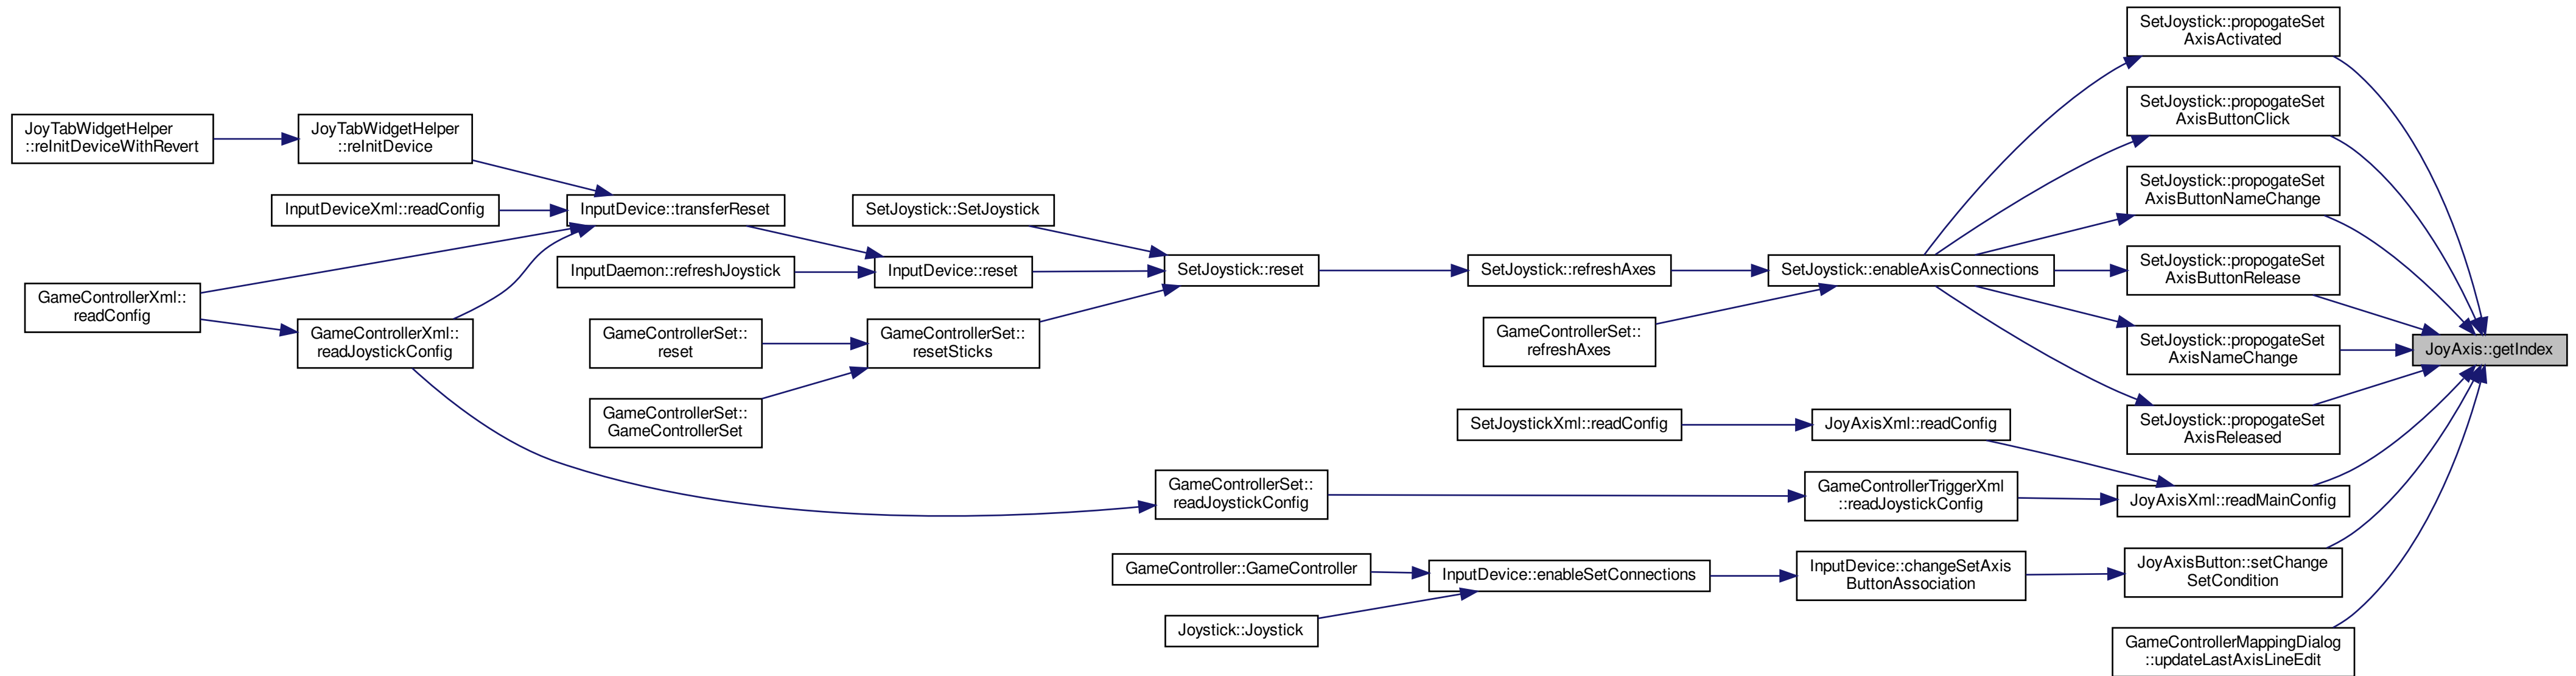 JoyTabWidgetHelper
::reInitDeviceWithRevert
JoyTabWidgetHelper
::reInitDevice
InputDeviceXml::readConfig
GameControllerXml::
readConfig
GameControllerXml::
readJoystickConfig
InputDevice::transferReset
InputDaemon::refreshJoystick
GameControllerSet::
reset
GameControllerSet::
GameControllerSet
SetJoystick::SetJoystick
InputDevice::reset
GameControllerSet::
resetSticks
SetJoystick::reset
GameControllerSet::
readJoystickConfig
GameController::GameController
Joystick::Joystick
SetJoystick::refreshAxes
GameControllerSet::
refreshAxes
SetJoystickXml::readConfig
InputDevice::enableSetConnections
SetJoystick::enableAxisConnections
JoyAxisXml::readConfig
GameControllerTriggerXml
::readJoystickConfig
InputDevice::changeSetAxis
ButtonAssociation
SetJoystick::propogateSet
AxisActivated
SetJoystick::propogateSet
AxisButtonClick
SetJoystick::propogateSet
AxisButtonNameChange
SetJoystick::propogateSet
AxisButtonRelease
SetJoystick::propogateSet
AxisNameChange
SetJoystick::propogateSet
AxisReleased
JoyAxisXml::readMainConfig
JoyAxisButton::setChange
SetCondition
GameControllerMappingDialog
::updateLastAxisLineEdit
JoyAxis::getIndex